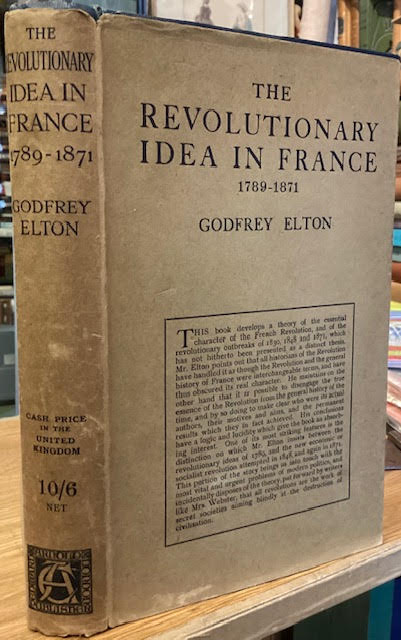 THE
REVOLUTIONARY
IDEA IN
FRANCE
1789-1871
GODFREY
ELTON
CASH PRICE
IN THE
UNITED
KINGDOM
10/6
NET
THE
REVOLUTIONARY
IDEA IN FRANCE
1789-1871
GODFREY ELTON
THIS book develops a theory of the essential
character of the French Revolution, and of the
revolutionary outbreaks of 1830, 1848 and 1871, which
has not hitherto been presented as a distinct thesis.
Mr. Elton points out that all historians of the Revolution
have handled it as though the Revolution and the general
history of France were interchangeable terms, and have
thus obscured its real character. He maintains on the
other hand that it is possible to disengage the true
essence of the Revolution from the general history of the
time, and by so doing to make clear who were its actual
authors, their motives and aims, and the permanent
results which they in fact achieved. His conclusions
have a logic and lucidity which give the book an absorb-
ing interest. One of its most striking features is the
distinction on which Mr. Elton insists between the
revolutionary ideas of 1789, and the new economic or
socialist revolution attempted in 1848, and again in 1871.
This portion of the story brings us into touch with the
most vital and urgent problems of modern politics, and
incidentally disposes of the theory, put forward by writers
like Mrs. Webster, that all revolutions are the work of
secret societies aiming blindly at the destruction of
civilisation.